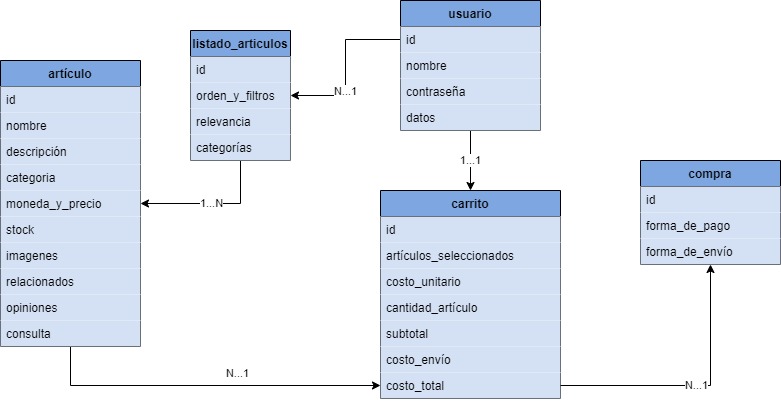 usuario
id
nombre
contraseña
datos
listado_articulos
id
orden_y_filtros
relevancia
categorías
N...1
artículo
id
nombre
descripción
categoria
moneda_y_precio
stock
imagenes
relacionados
opiniones
consulta
1...N
1...1
carrito
id
artículos_seleccionados
costo_unitario
cantidad_artículo
subtotal
costo_envío
costo_total
compra
id
forma_de_pago
forma_de_envío
N...1
N...1